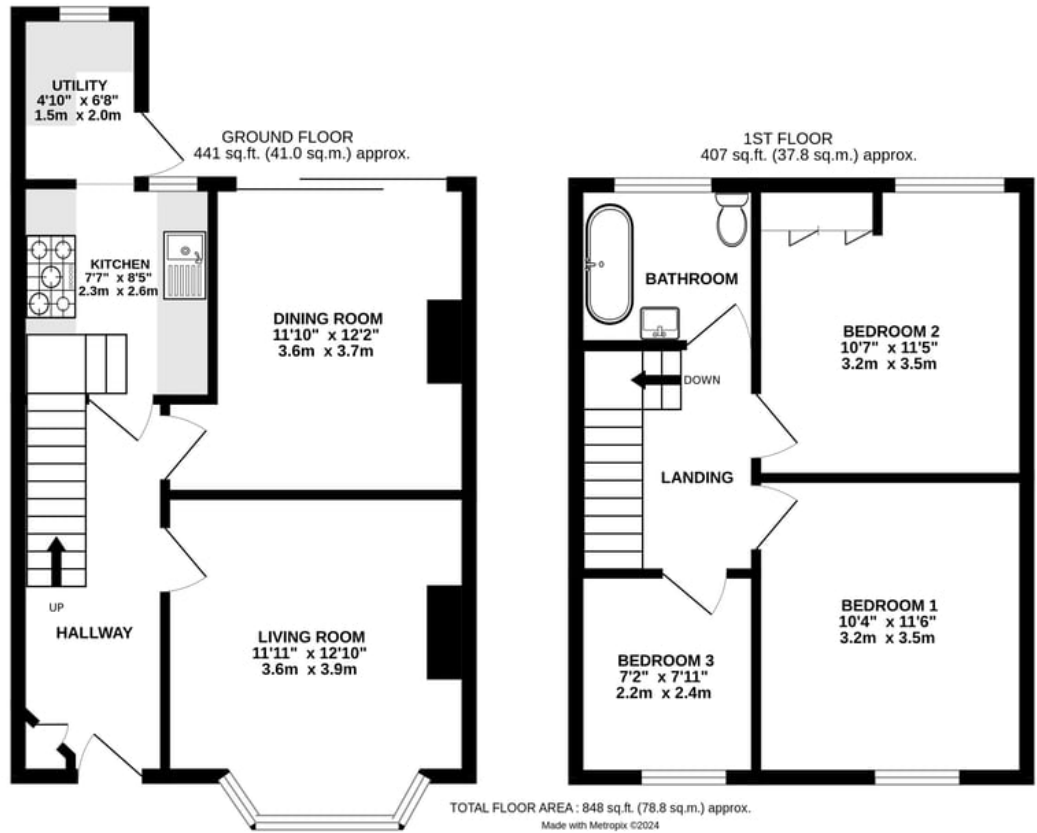 UTILITY
4'10" x 6'8"
1.5m x 2.0m
GROUND FLOOR
441 sq.ft. (41.0 sq.m.) approx.
KITCHEN
7'7" x 8'5"
2.3m x 2.6m
DINING ROOM
11'10" x 12'2"
3.6m x 3.7m
UP
HALLWAY
LIVING ROOM
11'11" x 12'10"
3.6m x 3.9m
1ST FLOOR
407 sq.ft. (37.8 sq.m.) approx.
BATHROOM
BEDROOM 2
10'7" x 11'5"
3.2m x 3.5m
DOWN
LANDING
BEDROOM 1
10'4" x 11'6"
3.2m x 3.5m
BEDROOM 3
7'2" x 7'11"
2.2m x 2.4m
TOTAL FLOOR AREA : 848 sq.ft. (78.8 sq.m.) approx.
Made with Metropix ©2024